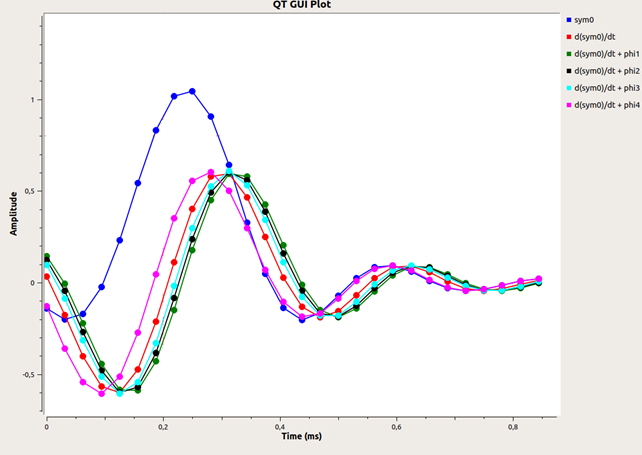 QT GUI Plot
sym0
d(sym0)/dt
d(sym0)/dt + phi1
d(sym0)/dt + phi2
d(sym0)/dt + phi3
d(sym0)/dt + phi4
Amplitude
1
0,5
0
-0,5
0
0,2
0,4
0,6
0,8
Time (ms)